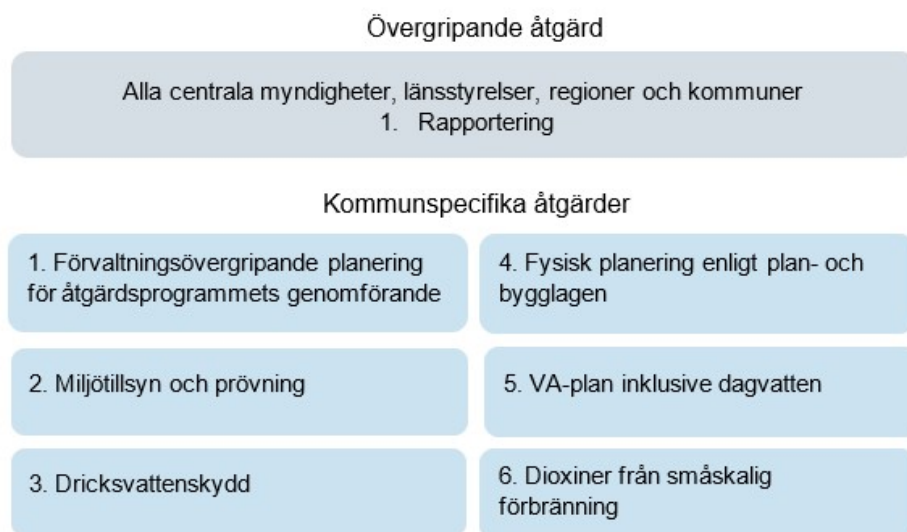 Övergripande åtgärd
Alla centrala myndigheter, länsstyrelser, regioner och kommuner
1. Rapportering
Kommunspecifika åtgärder
1. Förvaltningsövergripande planering
för åtgärdsprogrammets genomförande
2. Miljötillsyn och prövning
3. Dricksvattenskydd
4. Fysisk planering enligt plan- och
bygglagen
5. VA-plan inklusive dagvatten
6. Dioxiner från småskalig
förbränning